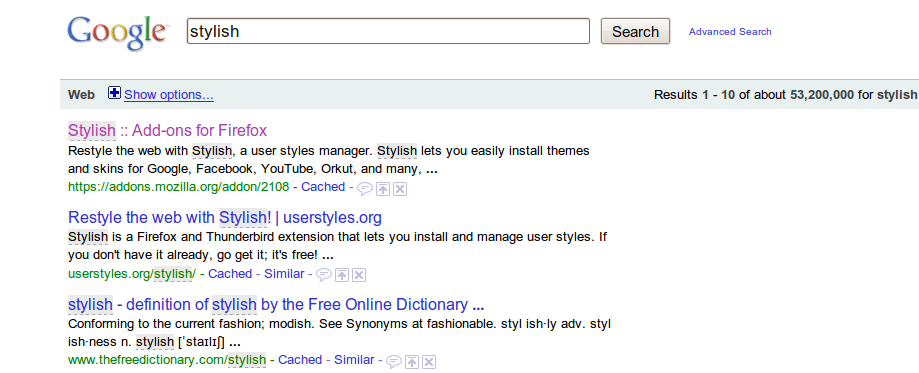 Google stylish Search Advanced Search
Web Show options... Results 1 - 10 of about 53,200,000 for stylish
Stylish :: Add-ons for Firefox
Restyle the web with Stylish, a user styles manager. Stylish lets you easily install themes
and skins for Google, Facebook, YouTube, Orkut, and many, ...
https://addons.mozilla.org/addon/2108 - Cached -
Restyle the web with Stylish! | userstyles.org
Stylish is a Firefox and Thunderbird extension that lets you install and manage user styles. If
you don't have it already, go get it; it's free! ...
userstyles.org/stylish/ - Cached - Similar -
stylish - definition of stylish by the Free Online Dictionary ...
Conforming to the current fashion; modish. See Synonyms at fashionable. styl ish·ly adv. styl
ish·ness n. stylish [ˈstaɪlɪʃ] ...
www.thefreedictionary.com/stylish - Cached - Similar -